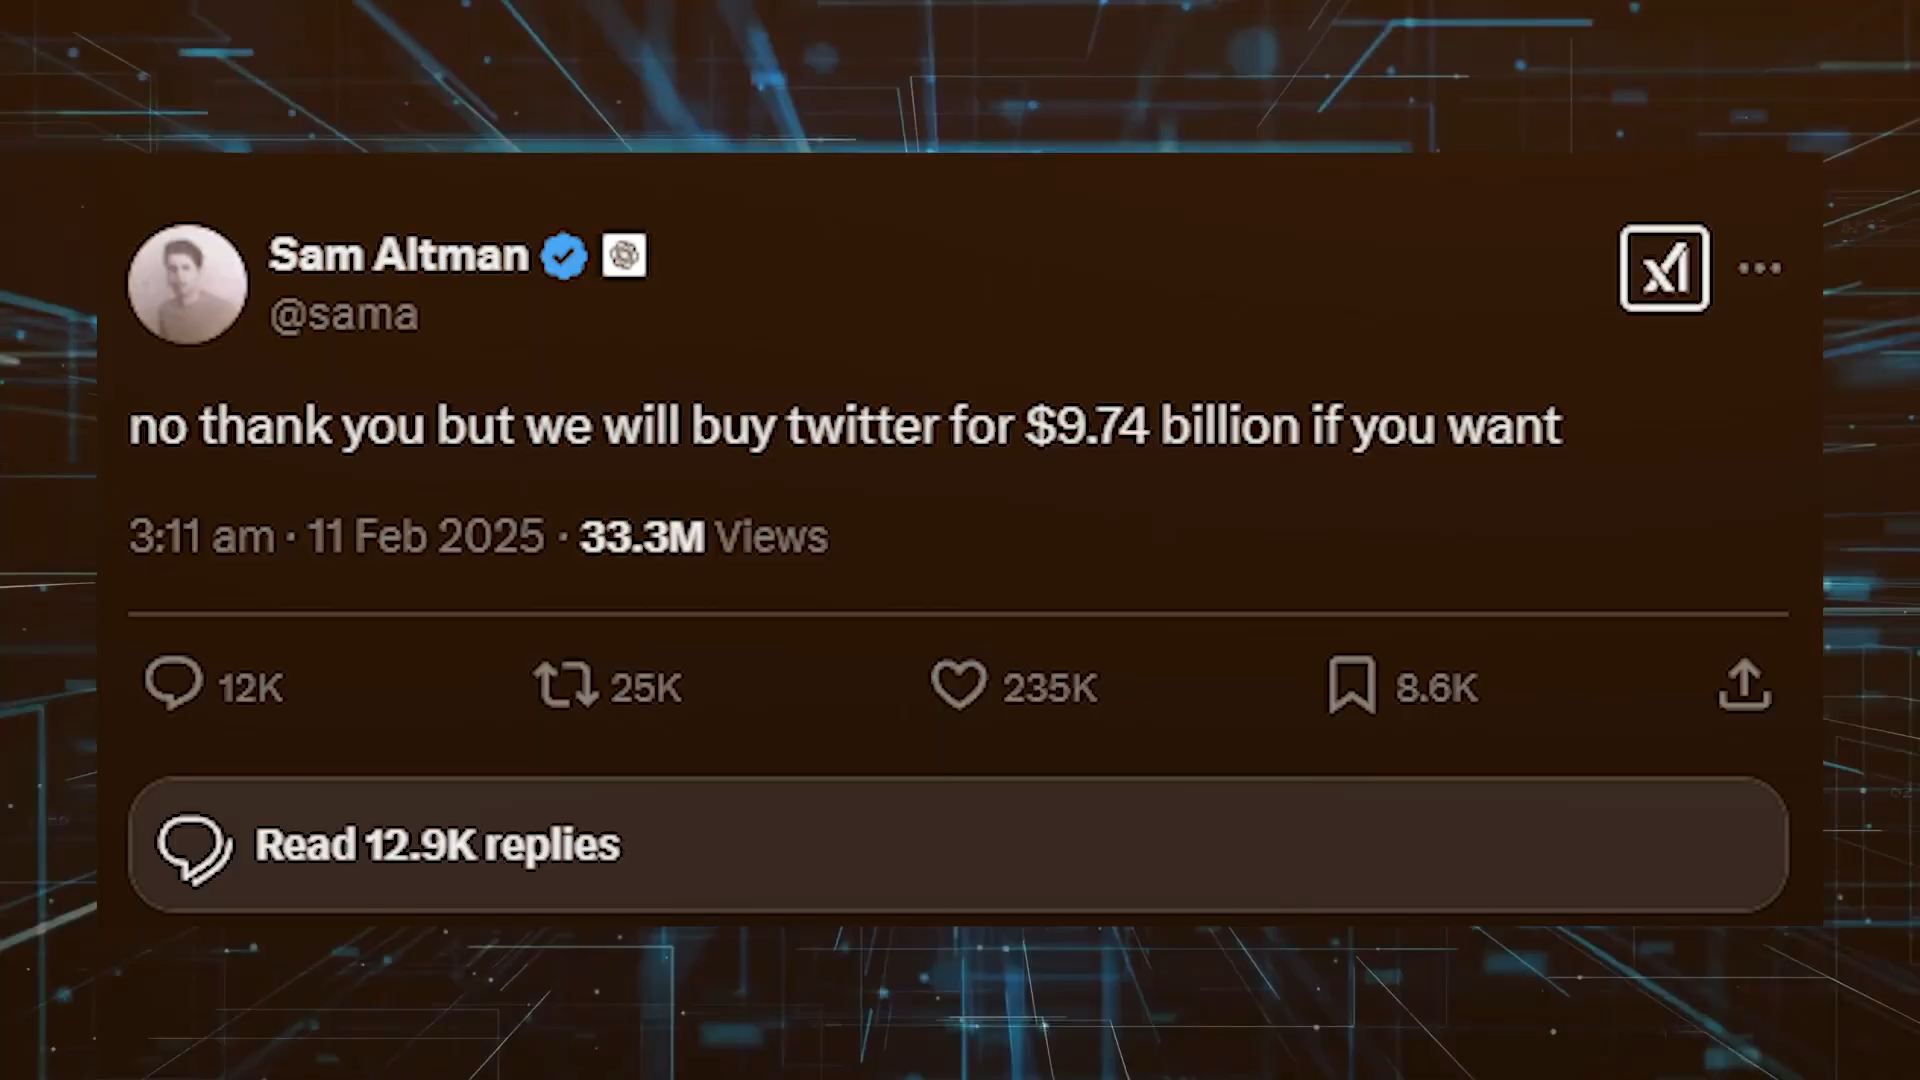 Sam Altman
@sama
no thank you but we will buy twitter for $9.74 billion if you want
3:11 am · 11 Feb 2025 · 33.3M Views
12K 25K 235K 8.6K
Read 12.9K replies